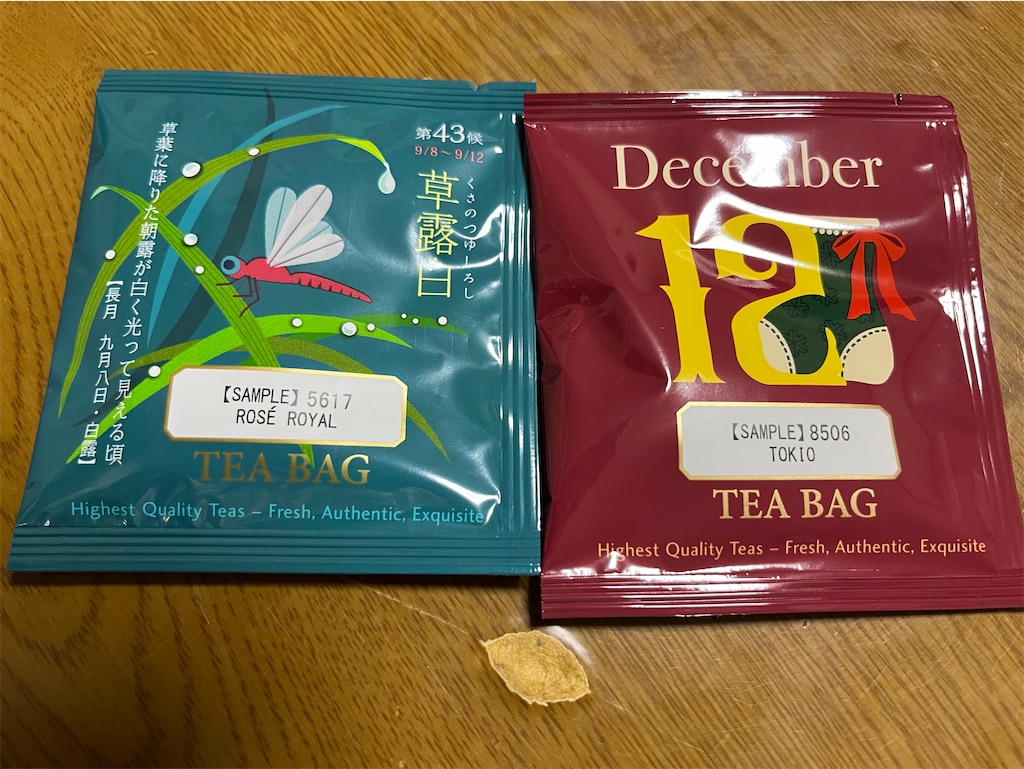 第43候
9/8～9/12
草露白
くさのつゆしろし
草葉に降りた朝露が白く光って見える頃
【長月 九月八日・白露】
【SAMPLE】5617
ROSÉ ROYAL
TEA BAG
Highest Quality Teas – Fresh, Authentic, Exquisite
December
12
【SAMPLE】8506
TOKIO
TEA BAG
Highest Quality Teas – Fresh, Authentic, Exquisite